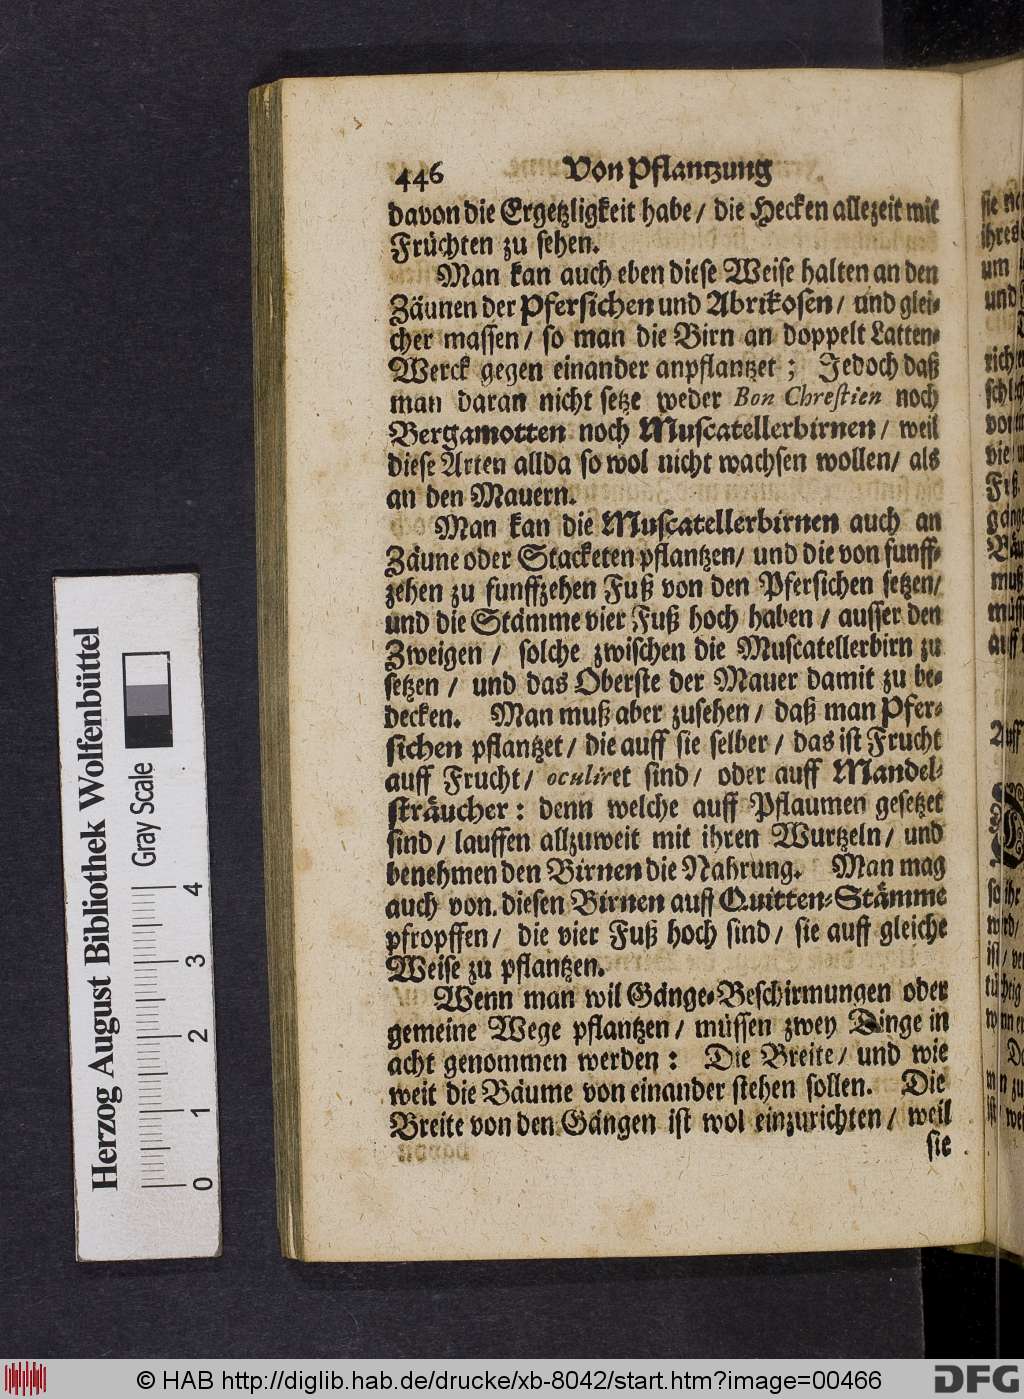 446 Von Pflantzung
davon die Ergetzligkeit habe / die Hecken allezeit mit
Früchten zu sehen.
Man kan auch eben diese Weise halten an den
Zäunen der Pfersichen und Abrikosen / und glei-
cher massen / so man die Birn an doppelt Latten-
Werck gegen einander anpflantzet ; Jedoch daß
man daran nicht setze weder Bon Chrestien noch
Bergamotten noch Muscatellerbirnen / weil
diese Arten allda so wol nicht wachsen wollen / als
an den Mauern.
Man kan die Muscatellerbirnen auch an
Zäune oder Stacketen pflantzen / und die von funff-
zehen zu funffzehen Fuß von den Pfersichen setzen /
und die Stämme vier Fuß hoch haben / ausser den
Zweigen / solche zwischen die Muscatellerbirn zu
setzen / und das Oberste der Mauer damit zu be-
decken. Man muß aber zusehen / daß man Pfer-
sichen pflantzet / die auff sie selber / das ist Frucht
auff Frucht / oculiret sind / oder auff Mandel-
sträucher : denn welche auff Pflaumen gesetzet
sind / lauffen allzuweit mit ihren Wurtzeln / und
benehmen den Birnen die Nahrung. Man mag
auch von diesen Birnen auff Quitten-Stämme
pfropffen / die vier Fuß hoch sind / sie auff gleiche
Weise zu pflantzen.
Wenn man wil Gänge-Beschirmungen oder
gemeine Wege pflantzen / müssen zwey Dinge in
acht genommen werden : Die Breite / und wie
weit die Bäume von einander stehen sollen. Die
Breite von den Gängen ist wol einzurichten / weil
sie
Herzog August Bibliothek Wolfenbüttel
Gray Scale
0 1 2 3 4
© HAB http://diglib.hab.de/drucke/xb-8042/start.htm?image=00466
DFG